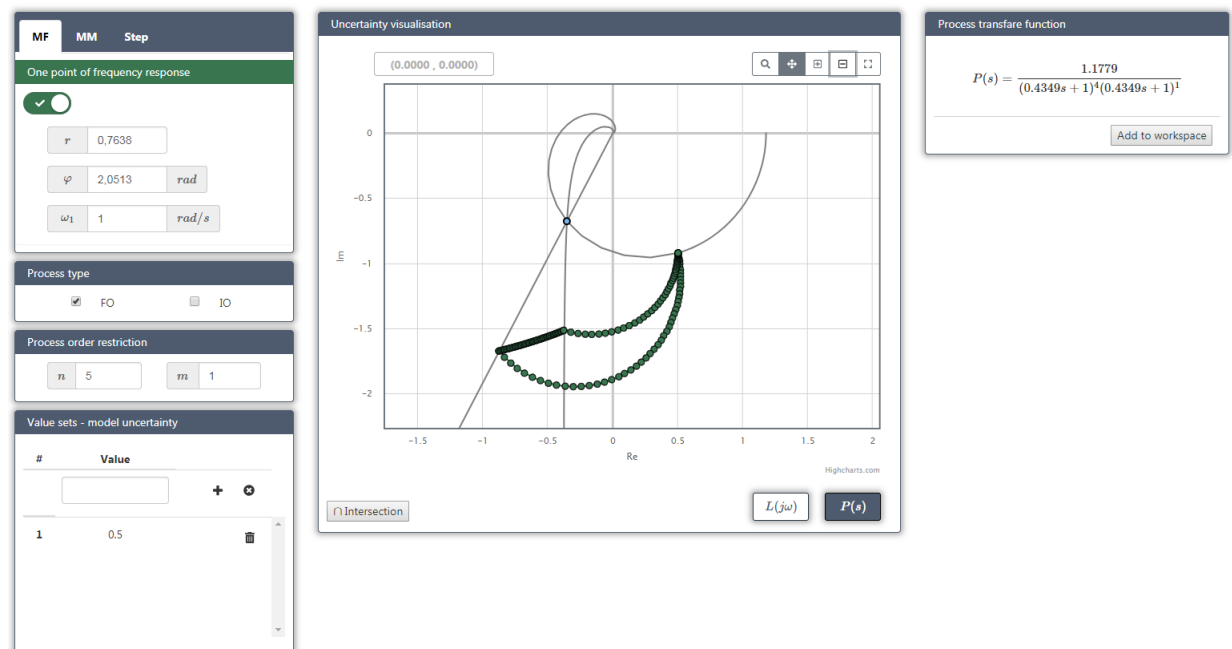 MF MM Step
One point of frequency response
r 0,7638
φ 2,0513 rad
ω₁ 1 rad/s
Process type
FO IO
Process order restriction
n 5 m 1
Value sets - model uncertainty
# Value
1 0.5
Uncertainty visualisation
(0.0000 , 0.0000)
0
-0.5
-1
-1.5
-2
Im
-1.5 -1 -0.5 0 0.5 1 1.5 2
Re
Highcharts.com
∩ Intersection
L(jω) P(s)
Process transfare function
P(s) = 1.1779 / (0.4349s + 1)⁴(0.4349s + 1)¹
Add to workspace